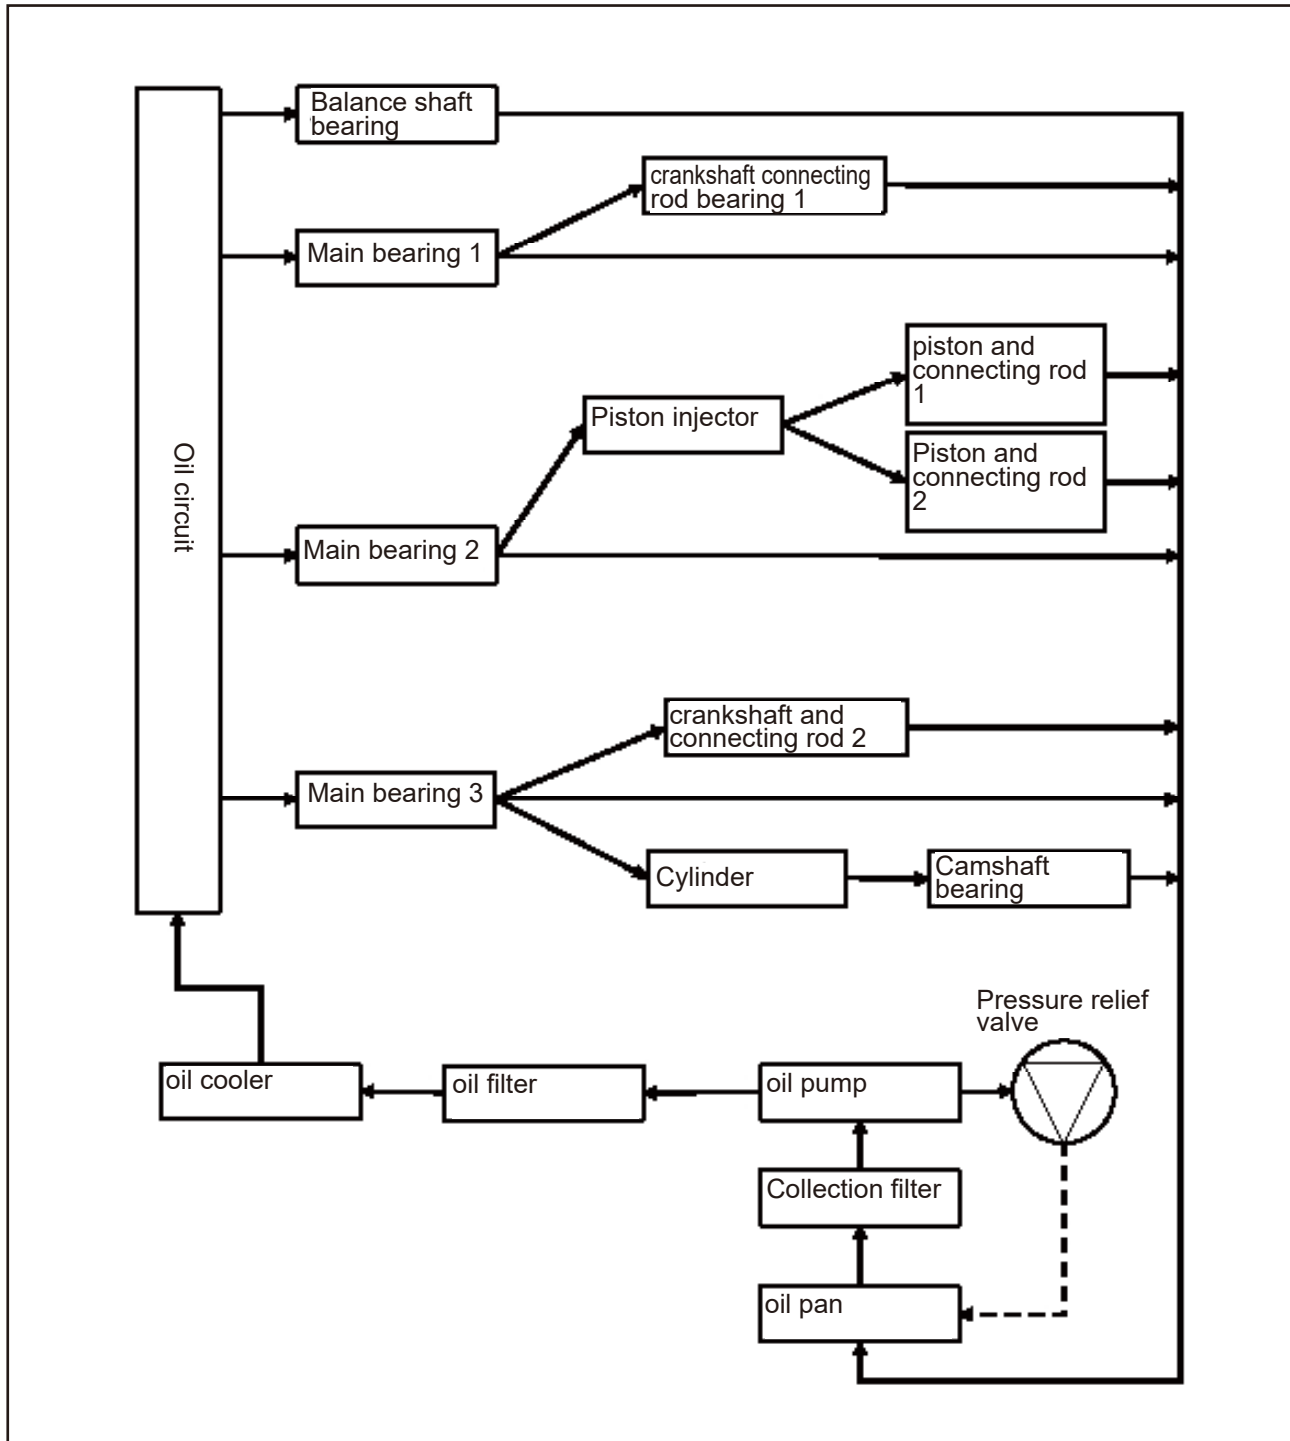 Balance shaft
bearing
crankshaft connecting
rod bearing 1
Main bearing 1
piston and
connecting rod
1
Piston injector
Piston and
connecting rod
2
Oil circuit
Main bearing 2
crankshaft and
connecting rod 2
Main bearing 3
Cylinder
Camshaft
bearing
Pressure relief
valve
oil cooler
oil filter
oil pump
Collection filter
oil pan